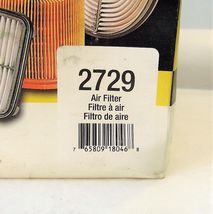 2729
Air Filter
Filtre à air
Filtro de aire
7 65809 18046 8